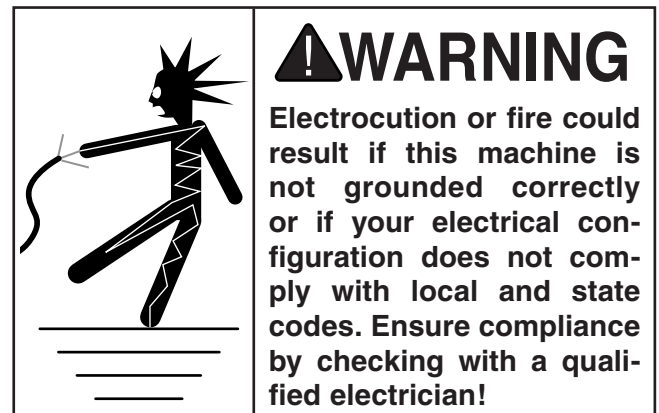 WARNING
Electrocution or fire could
result if this machine is
not grounded correctly
or if your electrical con-
figuration does not com-
ply with local and state
codes. Ensure compliance
by checking with a quali-
fied electrician!